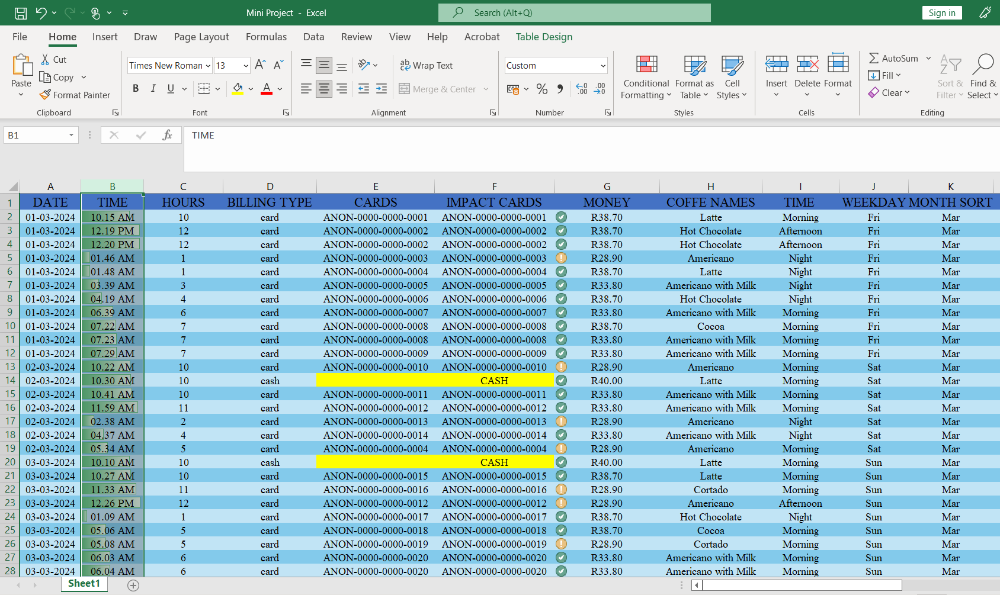 Mini Project - Excel
Search (Alt+Q)
Sign in
File Home Insert Draw Page Layout Formulas Data Review View Help Acrobat Table Design
Paste
Cut
Copy
Format Painter
Clipboard
Times New Roman 13
B I U
Font
Wrap Text
Merge & Center
Alignment
Custom
Number
Conditional Formatting
Format as Table
Cell Styles
Styles
Insert Delete Format
Cells
AutoSum
Fill
Clear
Sort & Filter
Find & Select
Editing
B1 fx TIME
A B C D E F G H I J K
1 DATE TIME HOURS BILLING TYPE CARDS IMPACT CARDS MONEY COFFE NAMES TIME WEEKDAY MONTH SORT
2 01-03-2024 10.15 AM 10 card ANON-0000-0000-0001 ANON-0000-0000-0001 R38.70 Latte Morning Fri Mar
3 01-03-2024 12.19 PM 12 card ANON-0000-0000-0002 ANON-0000-0000-0002 R38.70 Hot Chocolate Afternoon Fri Mar
4 01-03-2024 12.20 PM 12 card ANON-0000-0000-0002 ANON-0000-0000-0002 R38.70 Hot Chocolate Afternoon Fri Mar
5 01-03-2024 01.46 AM 1 card ANON-0000-0000-0003 ANON-0000-0000-0003 R28.90 Americano Night Fri Mar
6 01-03-2024 01.48 AM 1 card ANON-0000-0000-0004 ANON-0000-0000-0004 R38.70 Latte Night Fri Mar
7 01-03-2024 03.39 AM 3 card ANON-0000-0000-0005 ANON-0000-0000-0005 R33.80 Americano with Milk Night Fri Mar
8 01-03-2024 04.19 AM 4 card ANON-0000-0000-0006 ANON-0000-0000-0006 R38.70 Hot Chocolate Night Fri Mar
9 01-03-2024 06.39 AM 6 card ANON-0000-0000-0007 ANON-0000-0000-0007 R33.80 Americano with Milk Morning Fri Mar
10 01-03-2024 07.22 AM 7 card ANON-0000-0000-0008 ANON-0000-0000-0008 R38.70 Cocoa Morning Fri Mar
11 01-03-2024 07.23 AM 7 card ANON-0000-0000-0008 ANON-0000-0000-0008 R33.80 Americano with Milk Morning Fri Mar
12 01-03-2024 07.29 AM 7 card ANON-0000-0000-0009 ANON-0000-0000-0009 R33.80 Americano with Milk Morning Fri Mar
13 02-03-2024 10.22 AM 10 card ANON-0000-0000-0010 ANON-0000-0000-0010 R28.90 Americano Morning Sat Mar
14 02-03-2024 10.30 AM 10 cash CASH R40.00 Latte Morning Sat Mar
15 02-03-2024 10.41 AM 10 card ANON-0000-0000-0011 ANON-0000-0000-0011 R33.80 Americano with Milk Morning Sat Mar
16 02-03-2024 11.59 AM 11 card ANON-0000-0000-0012 ANON-0000-0000-0012 R33.80 Americano with Milk Morning Sat Mar
17 02-03-2024 02.38 AM 2 card ANON-0000-0000-0013 ANON-0000-0000-0013 R28.90 Americano Night Sat Mar
18 02-03-2024 04.37 AM 4 card ANON-0000-0000-0014 ANON-0000-0000-0014 R33.80 Americano with Milk Night Sat Mar
19 02-03-2024 05.34 AM 5 card ANON-0000-0000-0004 ANON-0000-0000-0004 R28.90 Americano Morning Sat Mar
20 03-03-2024 10.10 AM 10 cash CASH R40.00 Latte Morning Sun Mar
21 03-03-2024 10.27 AM 10 card ANON-0000-0000-0015 ANON-0000-0000-0015 R38.70 Latte Morning Sun Mar
22 03-03-2024 11.33 AM 11 card ANON-0000-0000-0016 ANON-0000-0000-0016 R28.90 Cortado Morning Sun Mar
23 03-03-2024 12.26 PM 12 card ANON-0000-0000-0012 ANON-0000-0000-0012 R28.90 Americano Afternoon Sun Mar
24 03-03-2024 01.09 AM 1 card ANON-0000-0000-0017 ANON-0000-0000-0017 R38.70 Hot Chocolate Night Sun Mar
25 03-03-2024 05.06 AM 5 card ANON-0000-0000-0018 ANON-0000-0000-0018 R38.70 Cocoa Morning Sun Mar
26 03-03-2024 05.08 AM 5 card ANON-0000-0000-0019 ANON-0000-0000-0019 R28.90 Cortado Morning Sun Mar
27 03-03-2024 06.03 AM 6 card ANON-0000-0000-0020 ANON-0000-0000-0020 R33.80 Americano with Milk Morning Sun Mar
28 03-03-2024 06.04 AM 6 card ANON-0000-0000-0020 ANON-0000-0000-0020 R33.80 Americano with Milk Morning Sun Mar
Sheet1